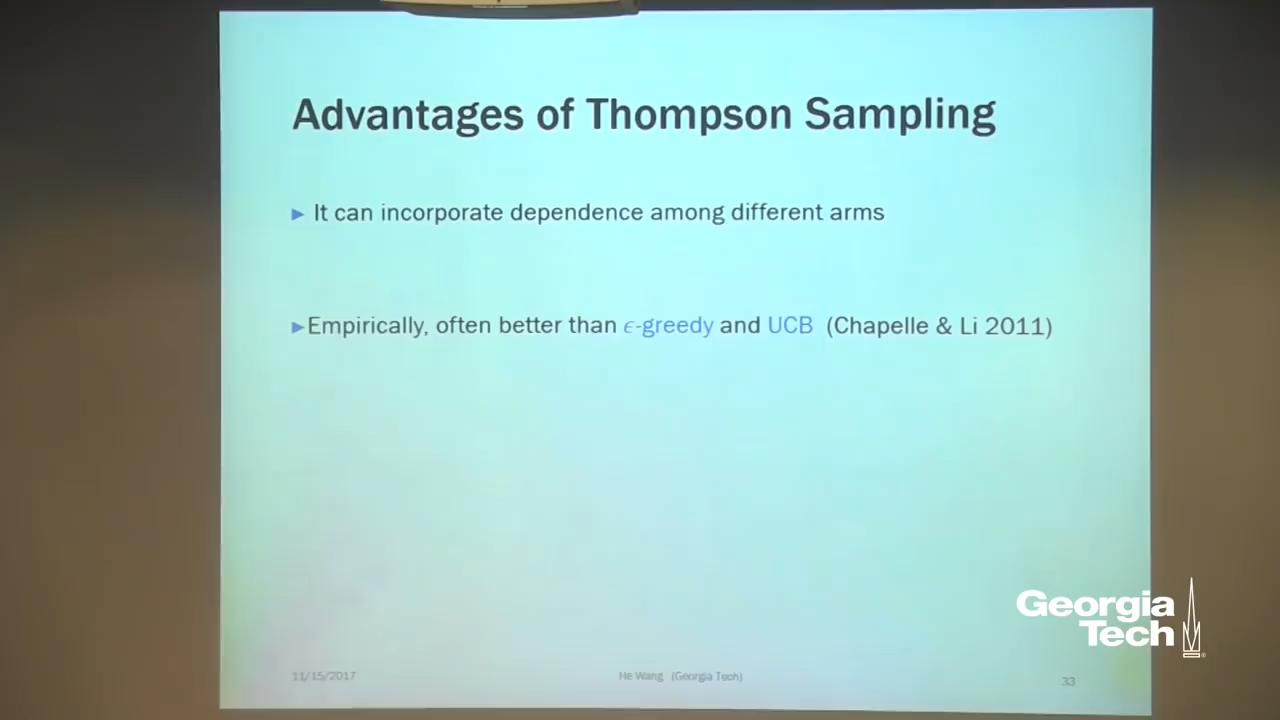 Advantages of Thompson Sampling
► It can incorporate dependence among different arms
►Empirically, often better than ϵ-greedy and UCB (Chapelle & Li 2011)
Georgia
Tech
11/15/2017 He Wang (Georgia Tech) 33